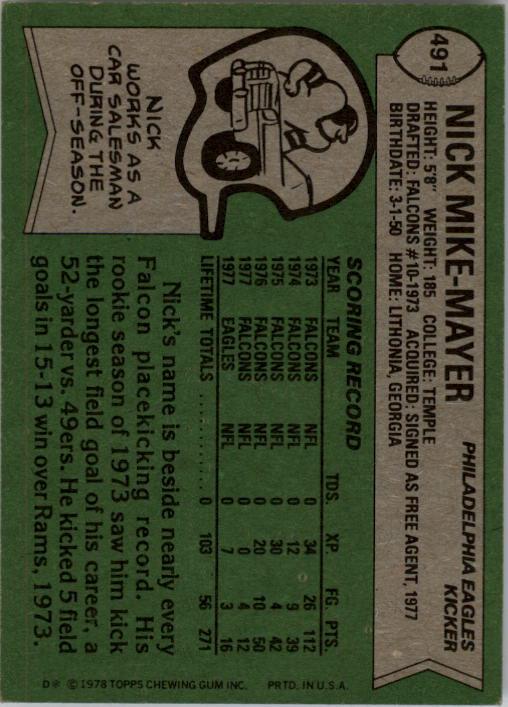 491
NICK MIKE-MAYER
PHILADELPHIA EAGLES
KICKER
HEIGHT: 5'8" WEIGHT: 185 COLLEGE: TEMPLE
DRAFTED: FALCONS #10-1973 ACQUIRED: SIGNED AS FREE AGENT, 1977
BIRTHDATE: 3-1-50 HOME: LITHONIA, GEORGIA
NICK
WORKS AS A
CAR SALESMAN
DURING THE
OFF-SEASON.
SCORING RECORD
YEAR TEAM TDS. XP. FG. PTS.
1973 FALCONS NFL 0 34 26 112
1974 FALCONS NFL 0 12 9 39
1975 FALCONS NFL 0 30 4 42
1976 FALCONS NFL 0 20 10 50
1977 FALCONS 0 0 4 12
1977 EAGLES NFL 0 7 3 16
LIFETIME TOTALS .......... 0 103 56 271
Nick's name is beside nearly every
Falcon placekicking record. His
rookie season of 1973 saw him kick
the longest field goal of his career, a
52-yarder vs. 49ers. He kicked 5 field
goals in 15-13 win over Rams, 1973.
D* © 1978 TOPPS CHEWING GUM INC. PRTD. IN U.S.A.